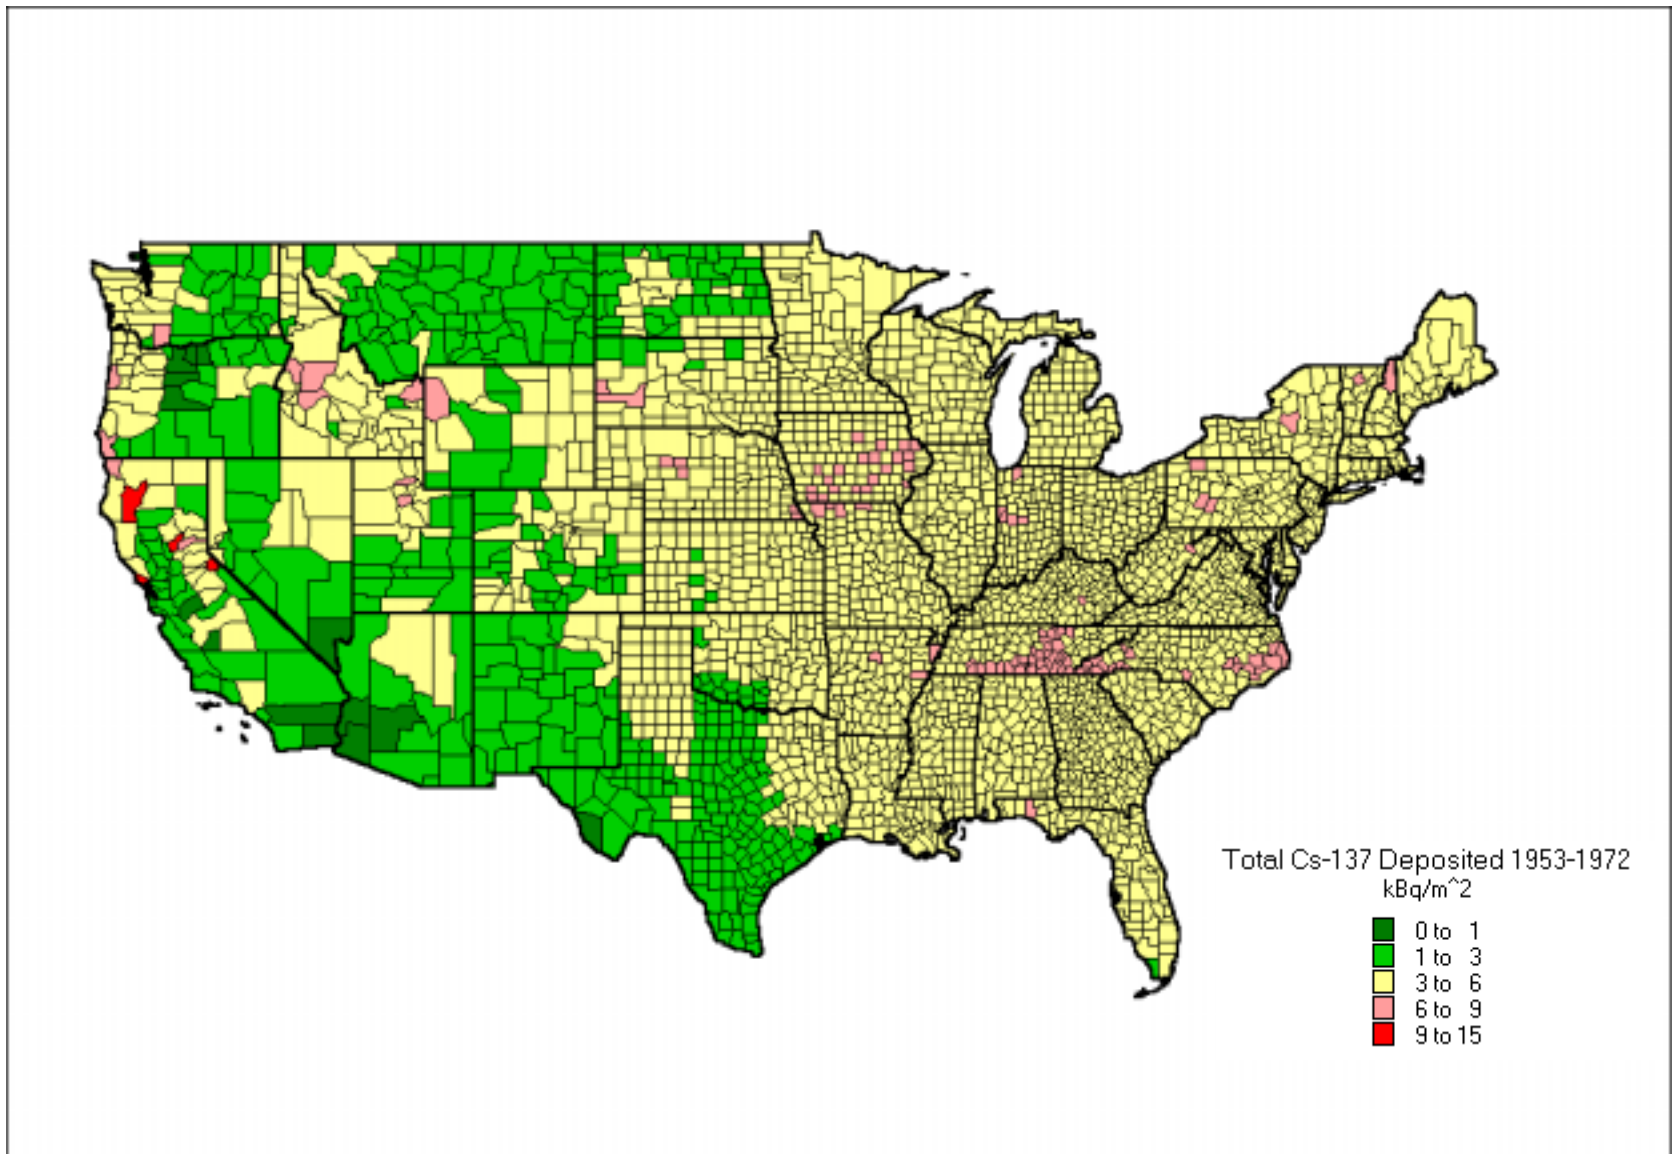 Total Cs-137 Deposited 1953-1972
kBq/m^2
0 to 1
1 to 3
3 to 6
6 to 9
9 to 15